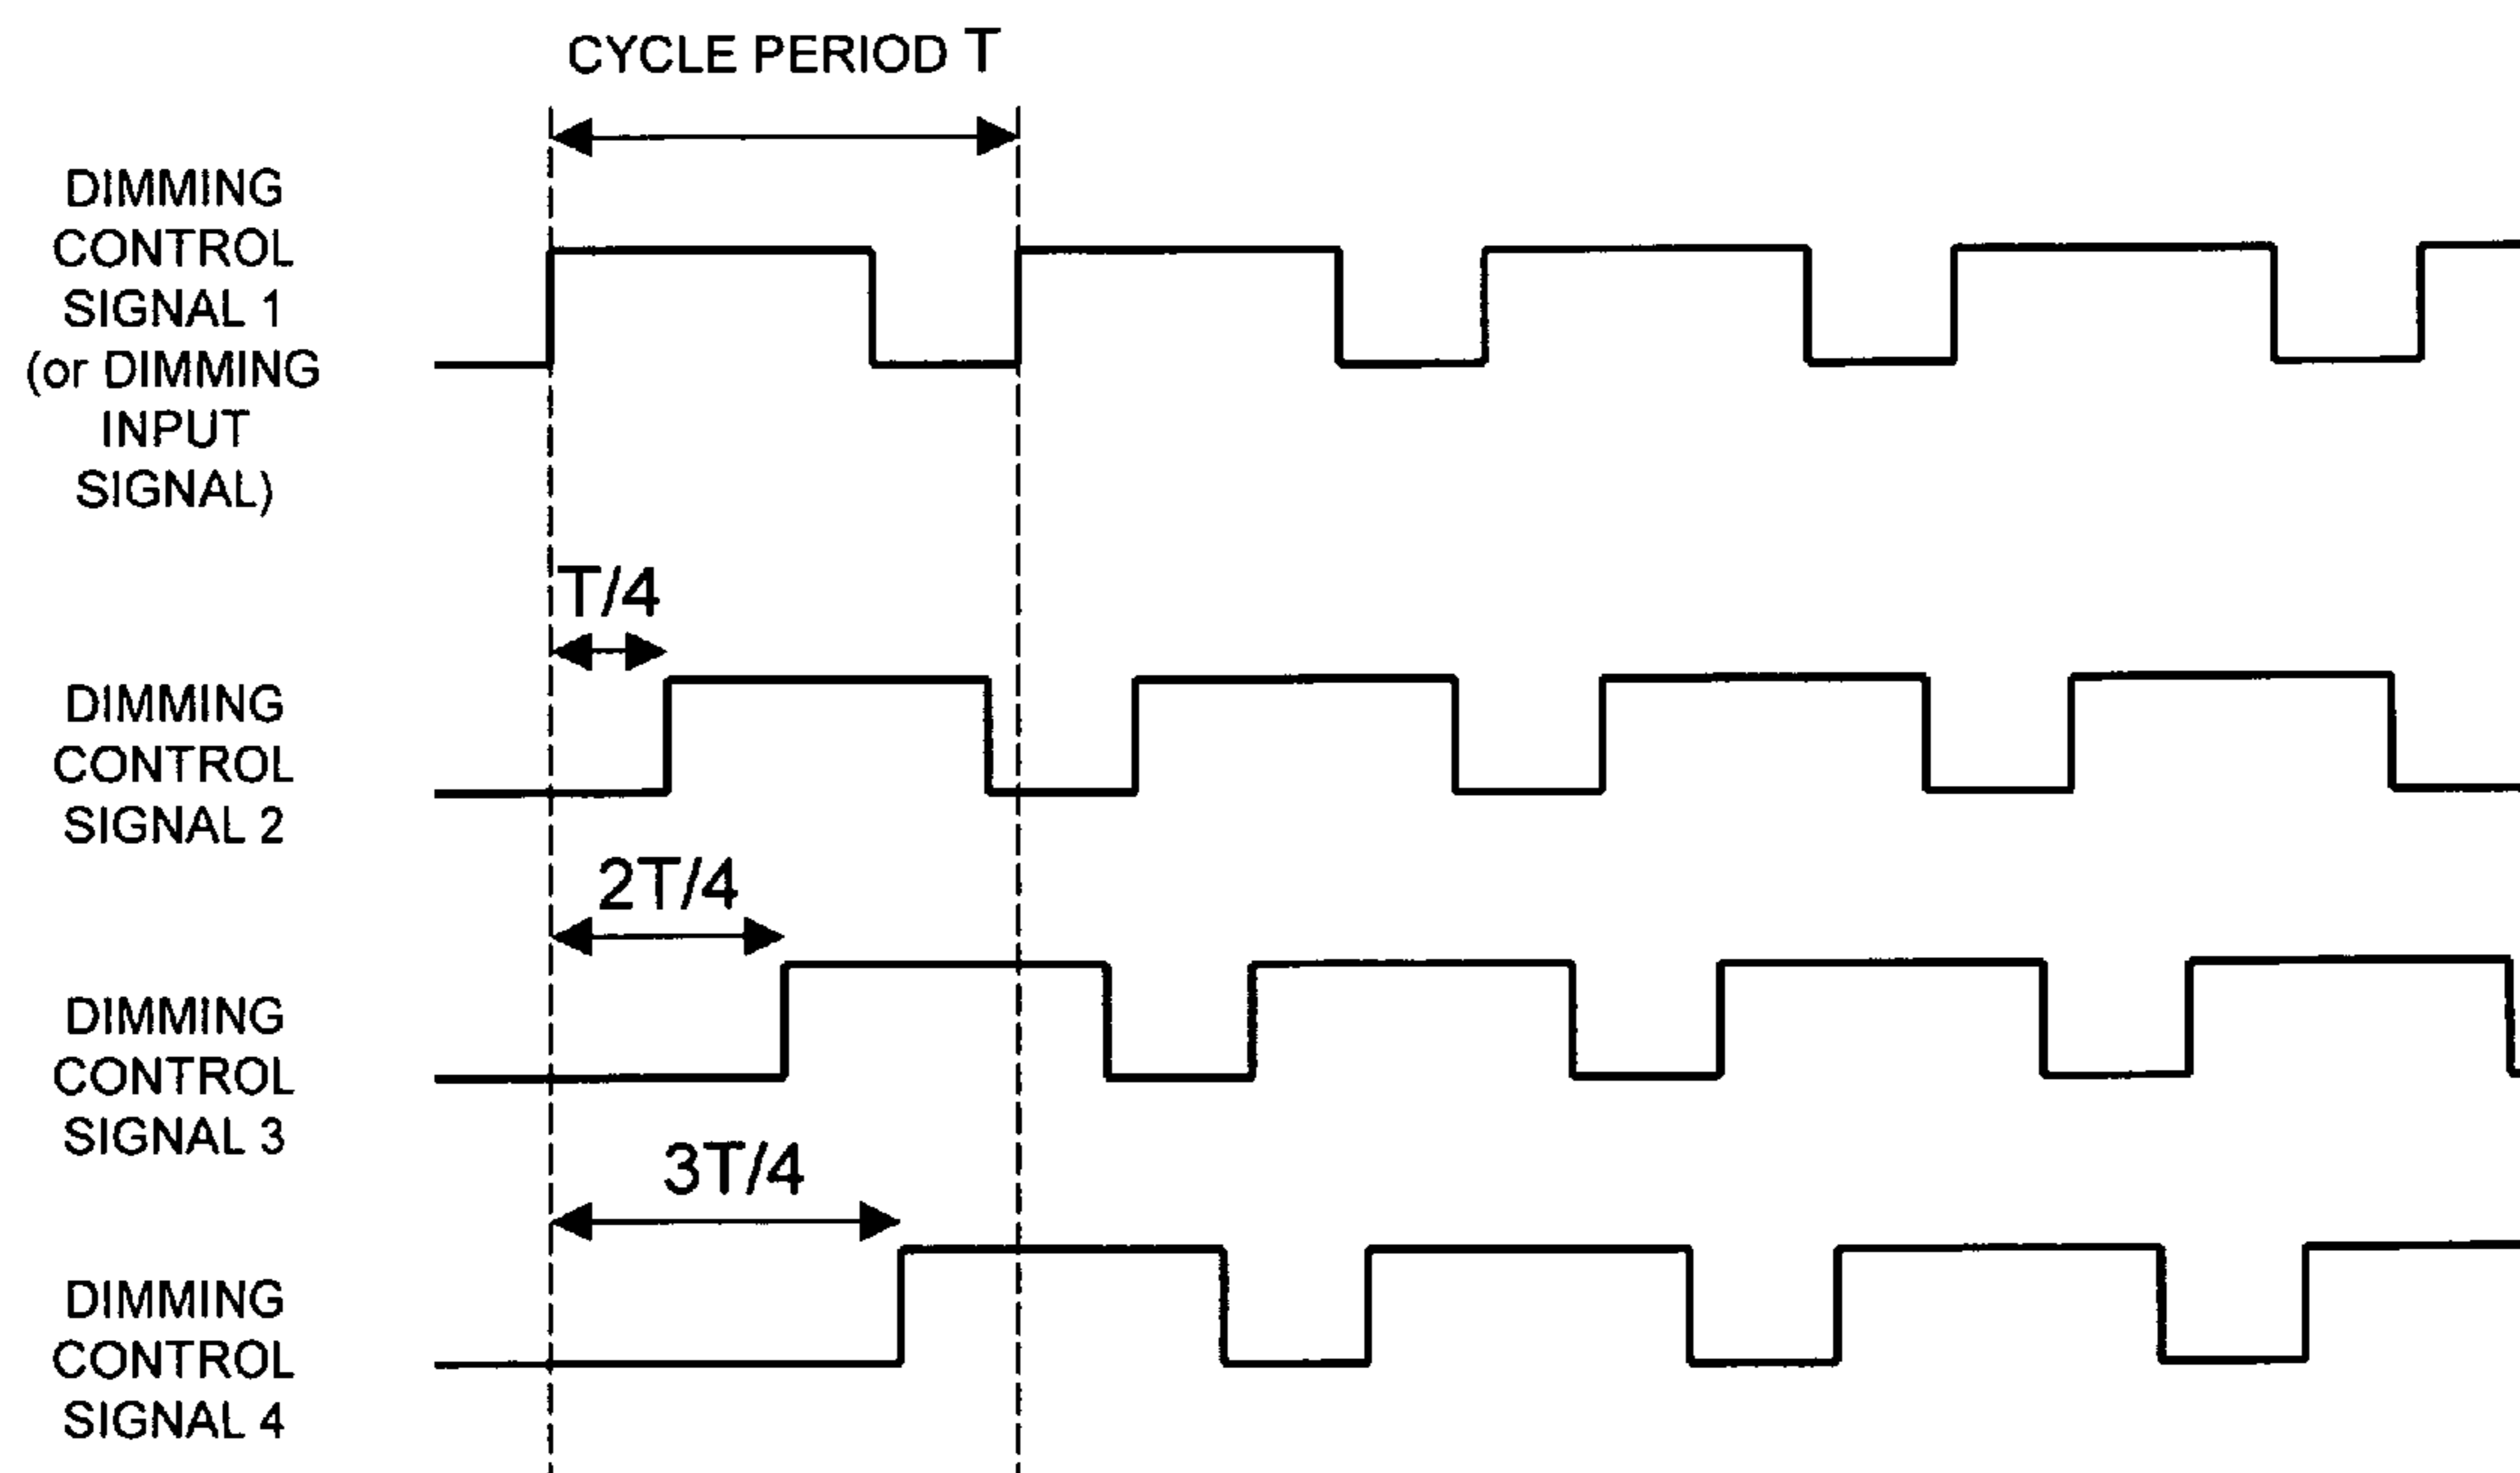 CYCLE PERIOD T
DIMMING
CONTROL
SIGNAL 1
(or DIMMING
INPUT
SIGNAL)
T/4
DIMMING
CONTROL
SIGNAL 2
2T/4
DIMMING
CONTROL
SIGNAL 3
3T/4
DIMMING
CONTROL
SIGNAL 4